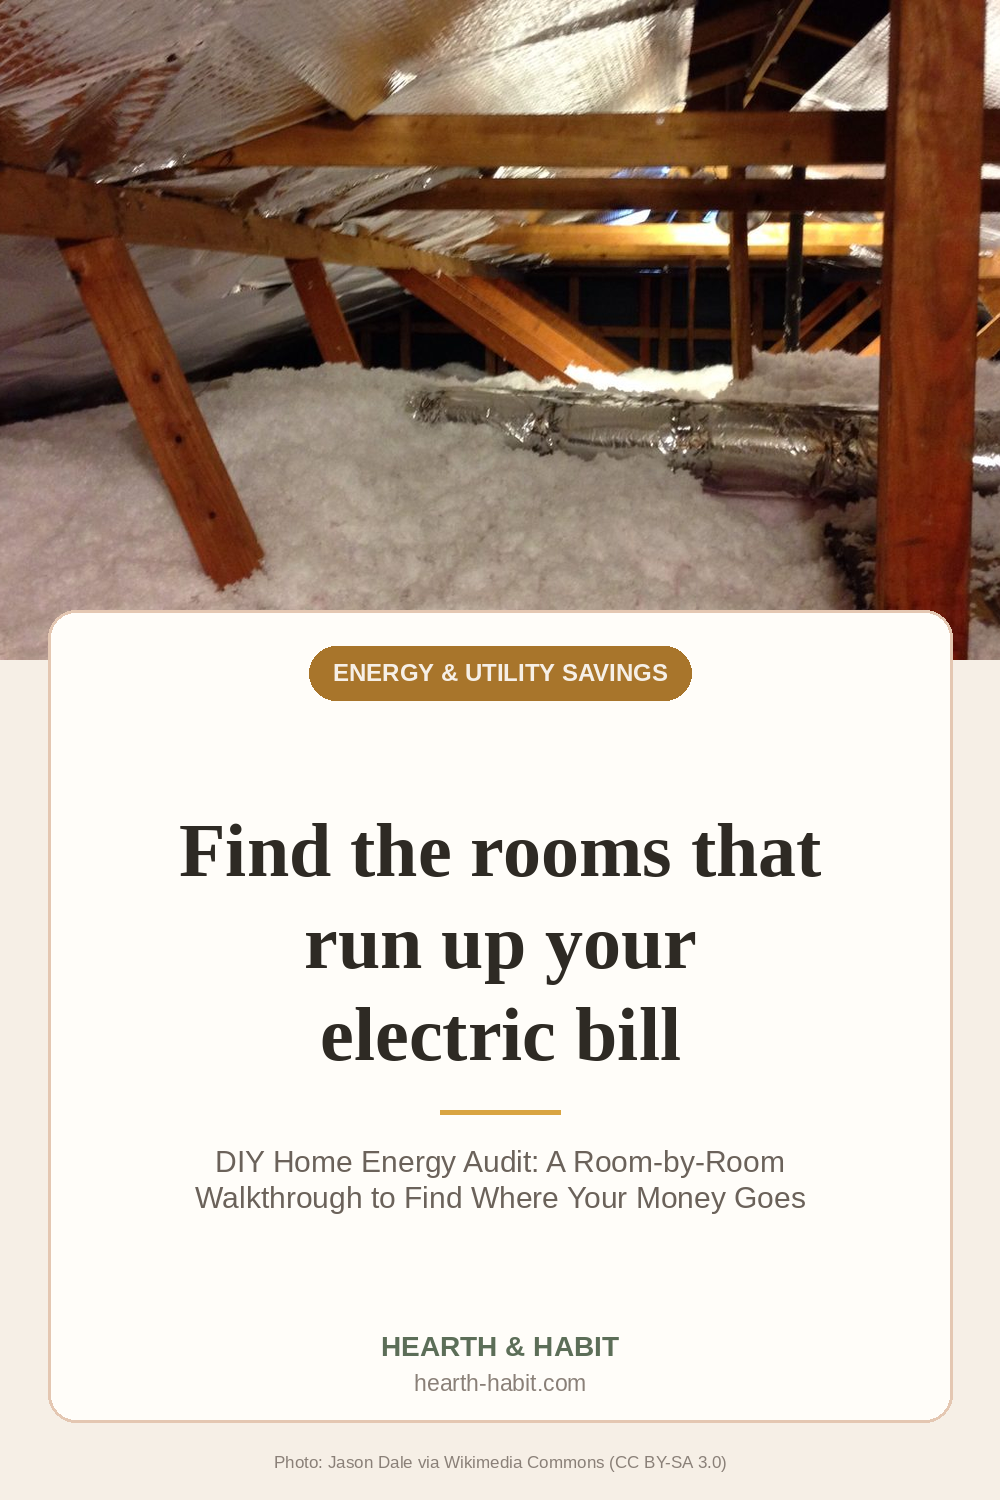 ENERGY & UTILITY SAVINGS
Find the rooms that
run up your
electric bill
DIY Home Energy Audit: A Room-by-Room
Walkthrough to Find Where Your Money Goes
HEARTH & HABIT
hearth-habit.com
Photo: Jason Dale via Wikimedia Commons (CC BY-SA 3.0)